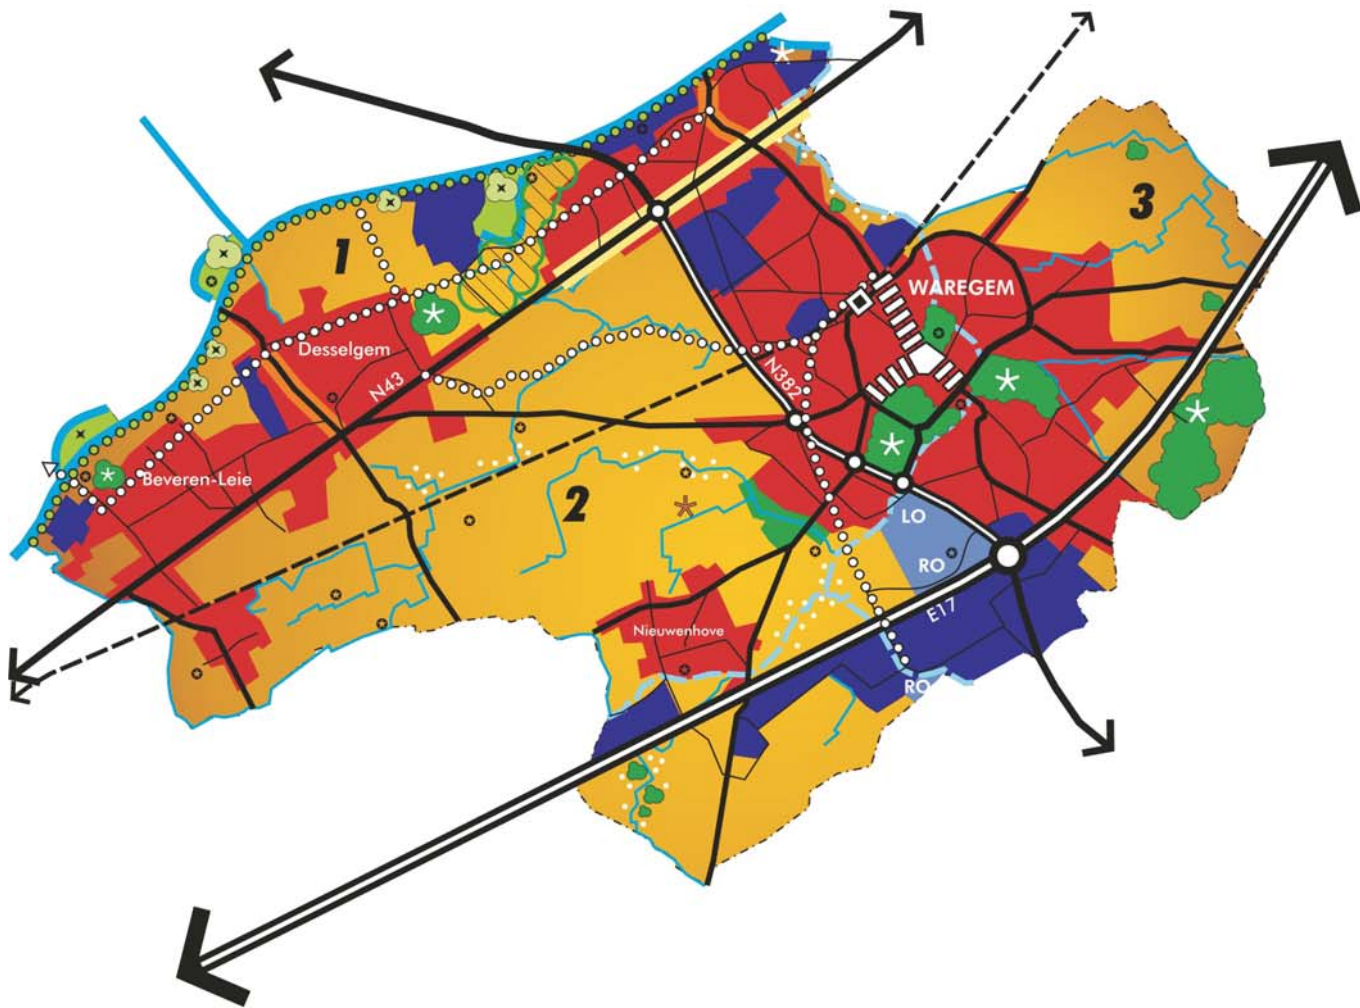 3
1
WAREGEM
Desselgem
N43
N382
Beveren-Leie
2
LO
RO
E17
Nieuwenhove
RO